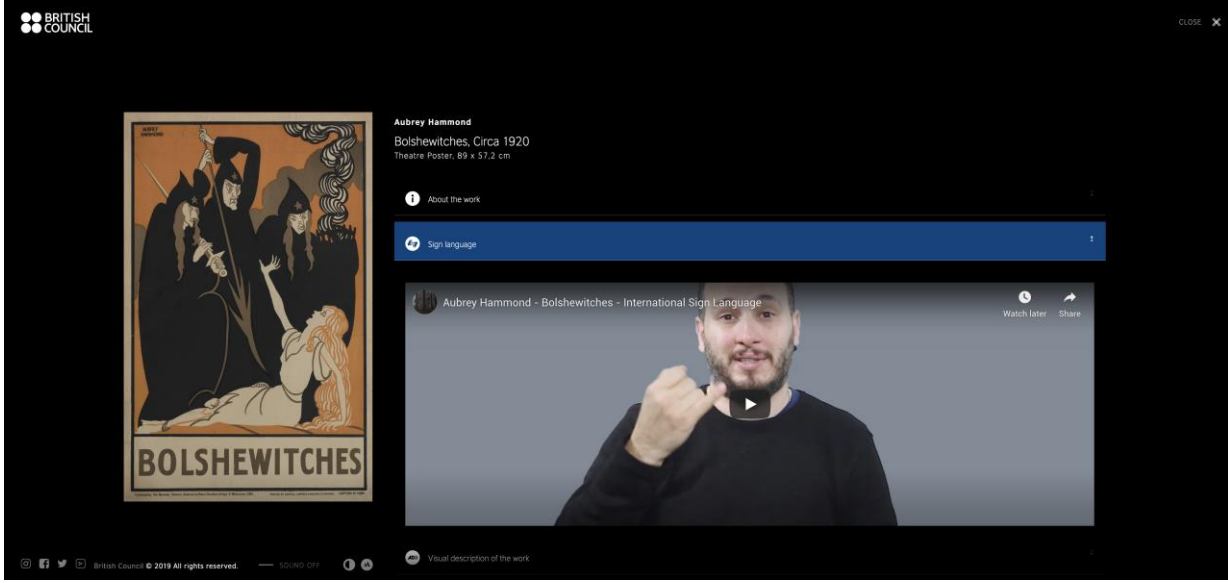 BRITISH
COUNCIL
CLOSE
AUBREY
HAMMOND
BOLSHEWITCHES
Aubrey Hammond
Bolshewitches, Circa 1920
Theatre Poster, 89 x 57,2 cm
About the work
Sign language
Aubrey Hammond - Bolshewitches - International Sign Language
Watch later
Share
Visual description of the work
British Council © 2019 All rights reserved.
SOUND OFF